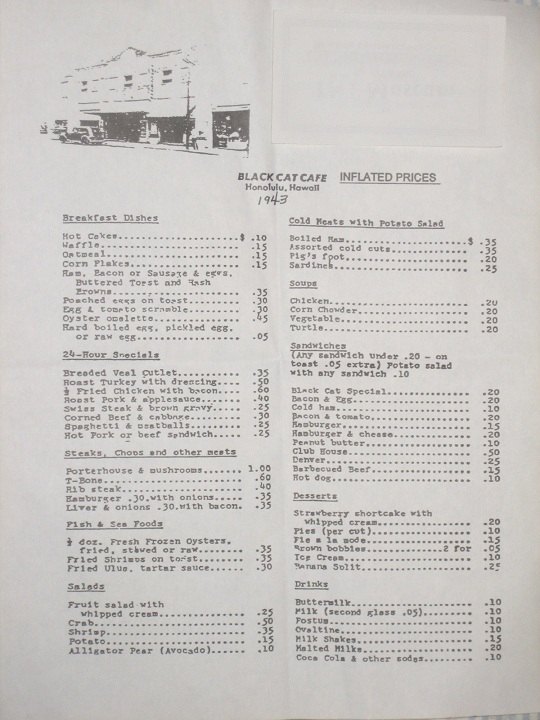 BLACK CAT CAFE INFLATED PRICES
Honolulu, Hawaii
1943
Breakfast Dishes
Hot Cakes......................$ .10
Waffle........................... .15
Oatmeal.......................... .15
Corn Flakes...................... .15
Ham, Bacon or Sausage & eggs,
Buttered Toast and Hash
Browns......................... .35
Poached eggs on toast........ .30
Egg & tomato scramble........ .30
Oyster omelette.............. .45
Hard boiled egg, pickled egg,
or raw egg................... .05
24-Hour Specials
Breaded Veal Cutlet.......... .35
Roast Turkey with dressing.... .50
½ Fried Chicken with bacon.... .60
Roast Pork & applesauce....... .40
Swiss Steak & brown gravy..... .25
Corned Beef & cabbage......... .30
Spaghetti & meatballs......... .25
Hot Pork or beef sandwich..... .25
Steaks, Chops and other meats
Porterhouse & mushrooms....... 1.00
T-Bone........................ .60
Rib steak..................... .40
Hamburger .30.with onions..... .35
Liver & onions .30.with bacon. .35
Fish & Sea Foods
½ doz. Fresh Frozen Oysters,
fried, stewed or raw....... .35
Fried Shrimps on toast........ .35
Fried Ulua, tartar sauce...... .30
Salads
Fruit salad with
whipped cream............... .25
Crab.......................... .50
Shrimp........................ .35
Potato........................ .15
Alligator Pear (Avocado)..... .10
Cold Meats with Potato Salad
Boiled Ham....................$ .35
Assorted cold cuts............ .35
Pig's foot.................... .20
Sardines...................... .25
Soups
Chicken....................... .20
Corn Chowder.................. .20
Vegetable..................... .20
Turtle........................ .20
Sandwiches
(Any sandwich under .20 - on
toast .05 extra) Potato salad
with any sandwich .10
Black Cat Special............. .20
Bacon & Egg................... .20
Cold ham...................... .10
Bacon & tomato................ .20
Hamburger..................... .15
Hamburger & cheese............ .20
Peanut butter................. .10
Club House.................... .50
Denver........................ .25
Barbecued Beef................ .15
Hot dog....................... .10
Desserts
Strawberry shortcake with
whipped cream............... .20
Pies (per cut)................ .10
Pie a la mode................. .15
Brown bobbies...........2 for .05
Ice Cream..................... .10
Banana Split.................. .25
Drinks
Buttermilk.................... .10
Milk (second glass .05)....... .10
Postum........................ .10
Ovaltine...................... .10
Milk Shakes................... .15
Malted Milks.................. .20
Coca Cola & other sodas....... .10